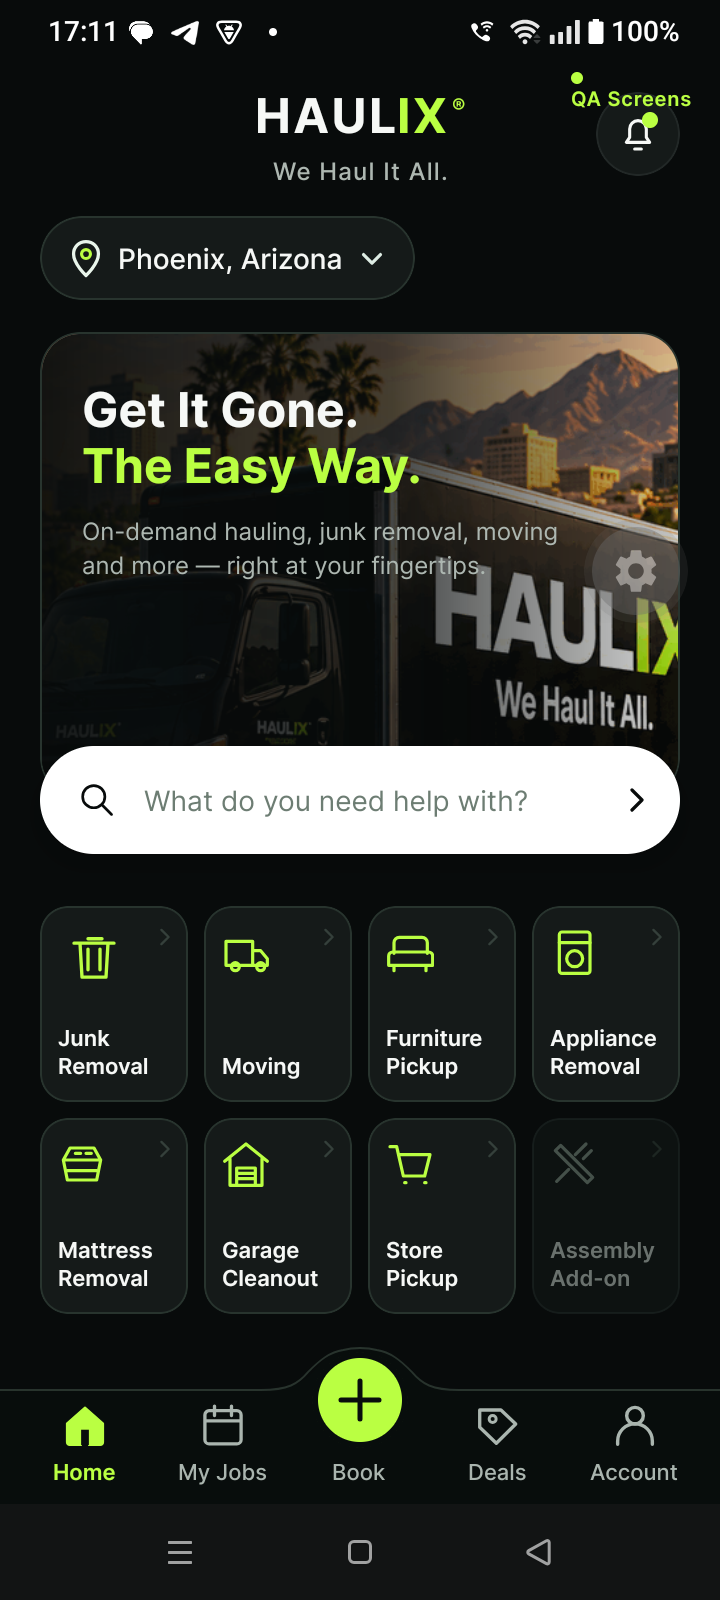 17:11
100%
QA Screens
HAULIX®
We Haul It All.
Phoenix, Arizona
Get It Gone.
The Easy Way.
On-demand hauling, junk removal, moving
and more — right at your fingertips.
HAULIX
We Haul It All.
HAULIX
HAULIX
What do you need help with?
Junk
Removal
Moving
Furniture
Pickup
Appliance
Removal
Mattress
Removal
Garage
Cleanout
Store
Pickup
Assembly
Add-on
Home
My Jobs
Book
Deals
Account